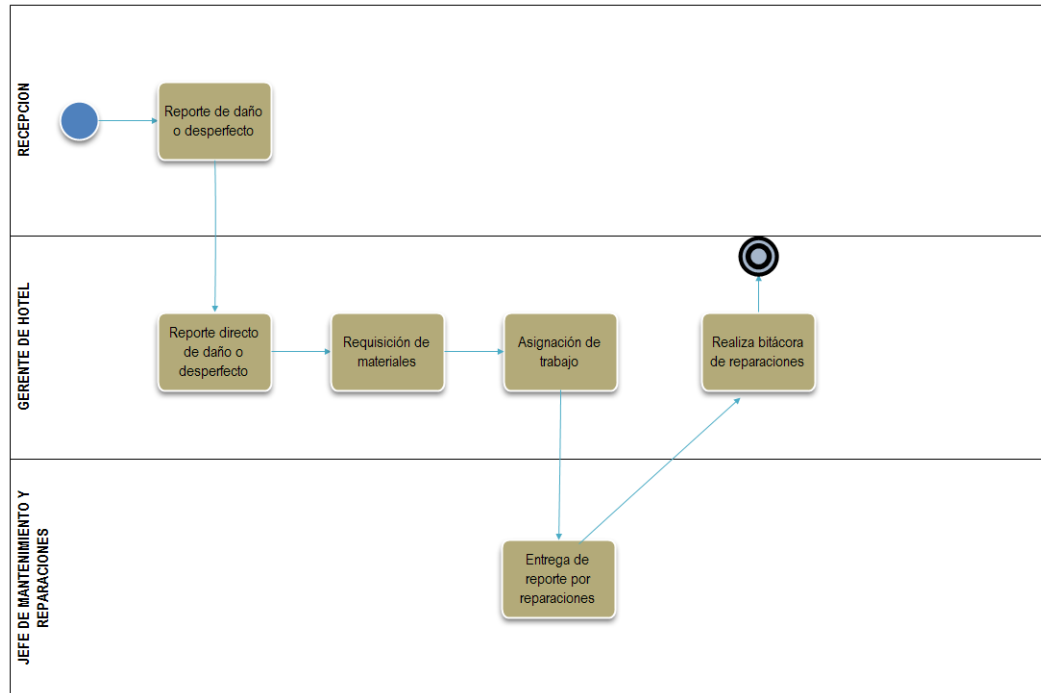 RECEPCION
Reporte de daño
o desperfecto
GERENTE DE HOTEL
Reporte directo
de daño o
desperfecto
Requisición de
materiales
Asignación de
trabajo
Realiza bitácora
de reparaciones
JEFE DE MANTENIMIENTO Y
REPARACIONES
Entrega de
reporte por
reparaciones